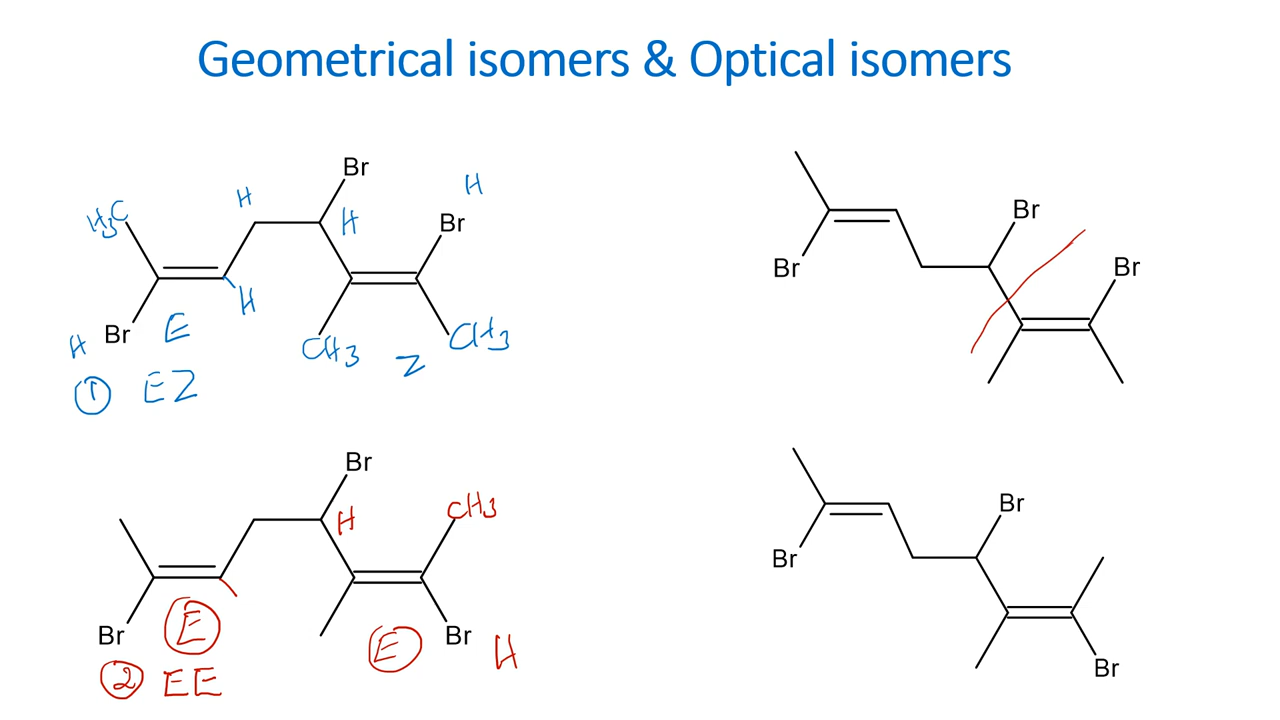 Geometrical isomers & Optical isomers
Br
H
H
Br
H3C
H
H
Br
E
CH3
Z
CH3
H
① EZ
Br
Br
Br
Br
Br
H
CH3
Br
E
E
Br
H
② EE
Br
Br
Br